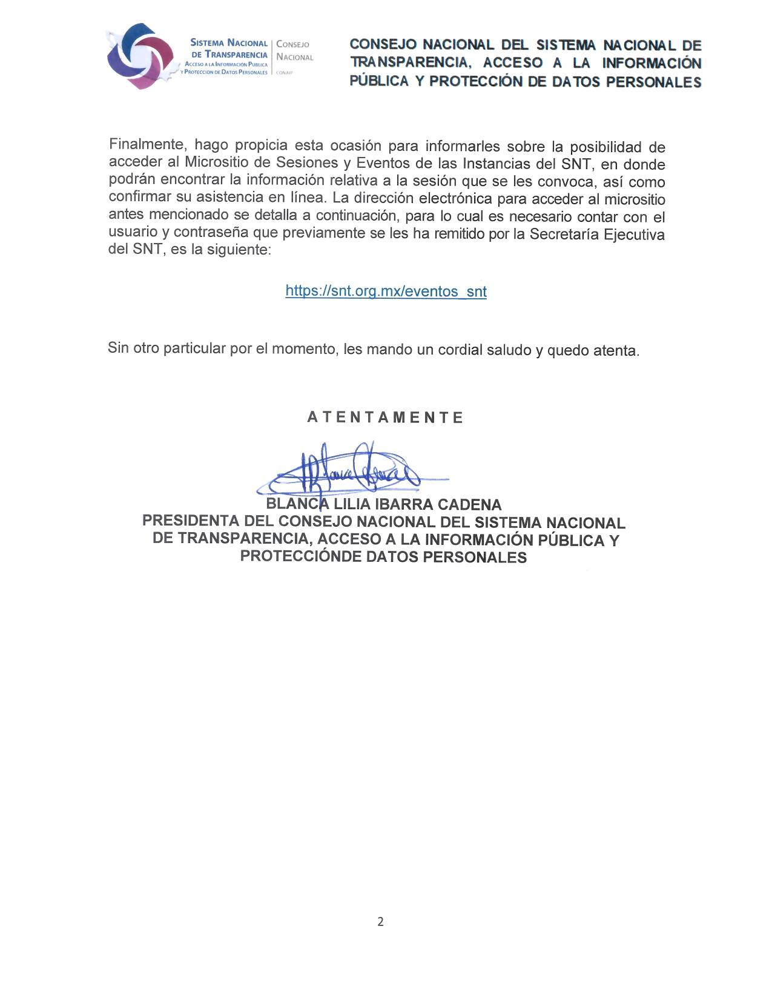 SISTEMA NACIONAL
DE TRANSPARENCIA
ACCESO A LA INFORMACIÓN PÚBLICA
Y PROTECCIÓN DE DATOS PERSONALES
CONSEJO
NACIONAL
CONAIP
CONSEJO NACIONAL DEL SISTEMA NACIONAL DE
TRANSPARENCIA, ACCESO A LA INFORMACIÓN
PÚBLICA Y PROTECCIÓN DE DATOS PERSONALES
Finalmente, hago propicia esta ocasión para informarles sobre la posibilidad de
acceder al Micrositio de Sesiones y Eventos de las Instancias del SNT, en donde
podrán encontrar la información relativa a la sesión que se les convoca, así como
confirmar su asistencia en línea. La dirección electrónica para acceder al micrositio
antes mencionado se detalla a continuación, para lo cual es necesario contar con el
usuario y contraseña que previamente se les ha remitido por la Secretaría Ejecutiva
del SNT, es la siguiente:
https://snt.org.mx/eventos_snt
Sin otro particular por el momento, les mando un cordial saludo y quedo atenta.
A T E N T A M E N T E
BLANCA LILIA IBARRA CADENA
PRESIDENTA DEL CONSEJO NACIONAL DEL SISTEMA NACIONAL
DE TRANSPARENCIA, ACCESO A LA INFORMACIÓN PÚBLICA Y
PROTECCIÓNDE DATOS PERSONALES
2